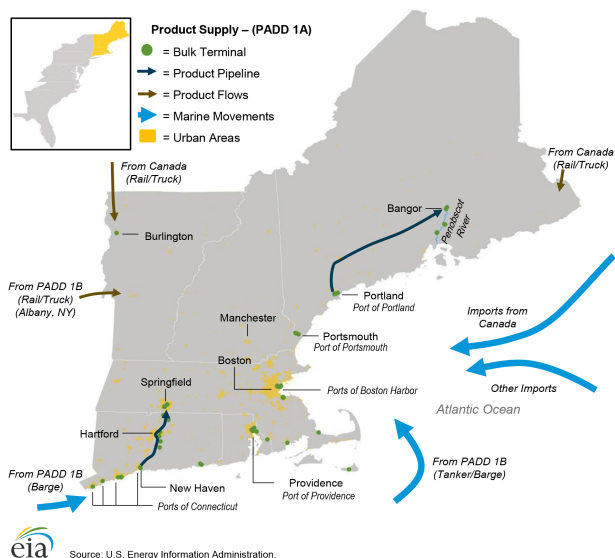 Product Supply – (PADD 1A)
= Bulk Terminal
= Product Pipeline
= Product Flows
= Marine Movements
= Urban Areas
From Canada
(Rail/Truck)
From Canada
(Rail/Truck)
Bangor
Penobscot
River
Burlington
From PADD 1B
(Rail/Truck)
(Albany, NY)
Portland
Port of Portland
Imports from
Canada
Manchester
Portsmouth
Port of Portsmouth
Boston
Springfield
Ports of Boston Harbor
Other Imports
Atlantic Ocean
Hartford
From PADD 1B
(Barge)
From PADD 1B
(Tanker/Barge)
New Haven
Providence
Port of Providence
Ports of Connecticut
eia
Source: U.S. Energy Information Administration.